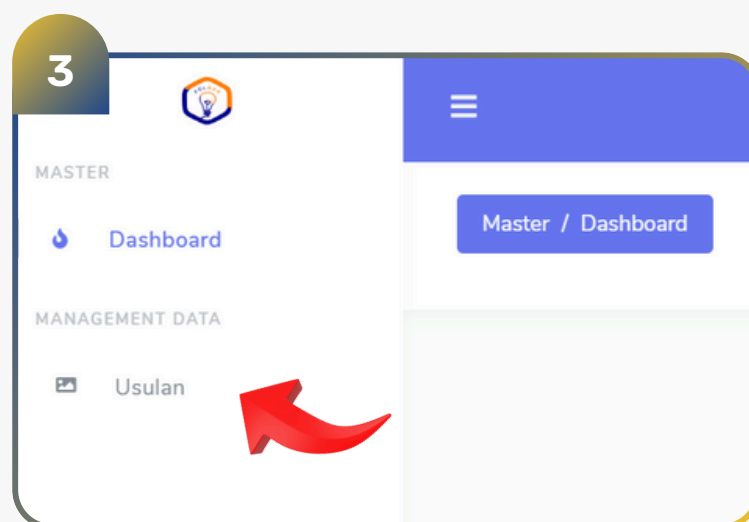 3
MASTER
Dashboard
Master / Dashboard
MANAGEMENT DATA
Usulan